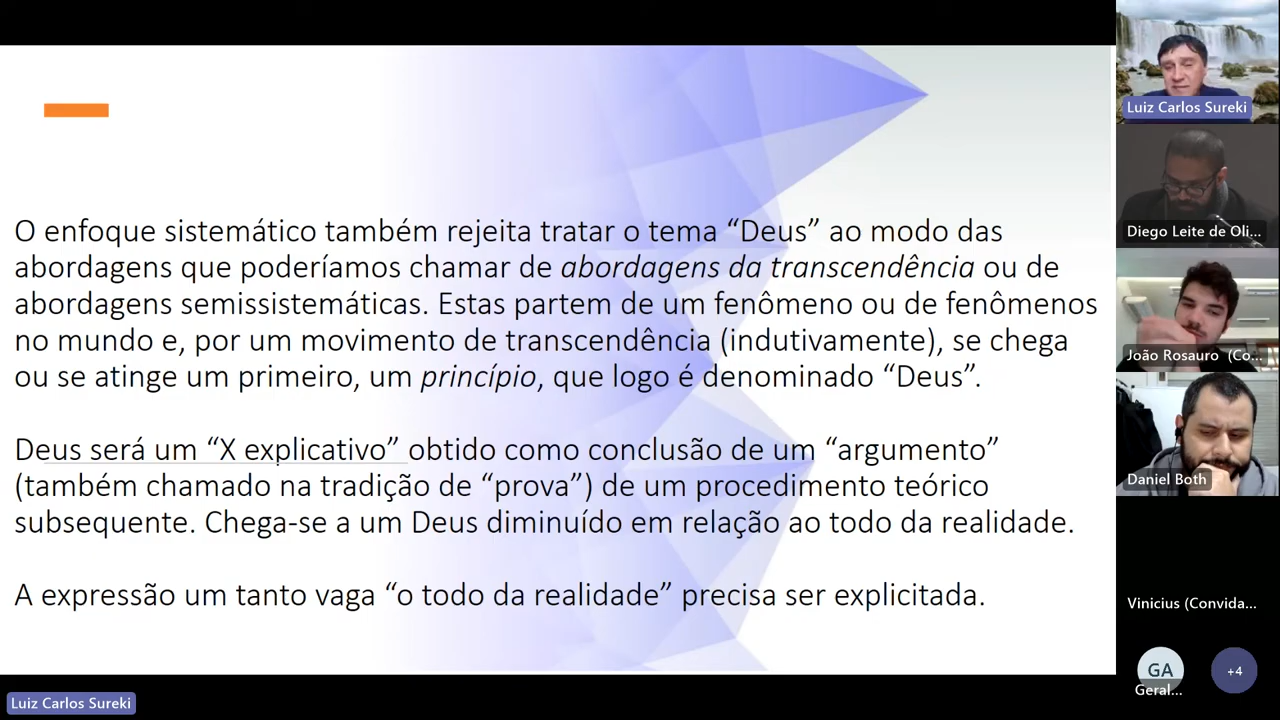 O enfoque sistemático também rejeita tratar o tema “Deus” ao modo das
abordagens que poderíamos chamar de abordagens da transcendência ou de
abordagens semissistemáticas. Estas partem de um fenômeno ou de fenômenos
no mundo e, por um movimento de transcendência (indutivamente), se chega
ou se atinge um primeiro, um princípio, que logo é denominado “Deus”.
Deus será um “X explicativo” obtido como conclusão de um “argumento”
(também chamado na tradição de “prova”) de um procedimento teórico
subsequente. Chega-se a um Deus diminuído em relação ao todo da realidade.
A expressão um tanto vaga “o todo da realidade” precisa ser explicitada.
Luiz Carlos Sureki
Luiz Carlos Sureki
Diego Leite de Oli...
João Rosauro (Co...
Daniel Both
Vinicius (Convida...
GA
Geral...
+4